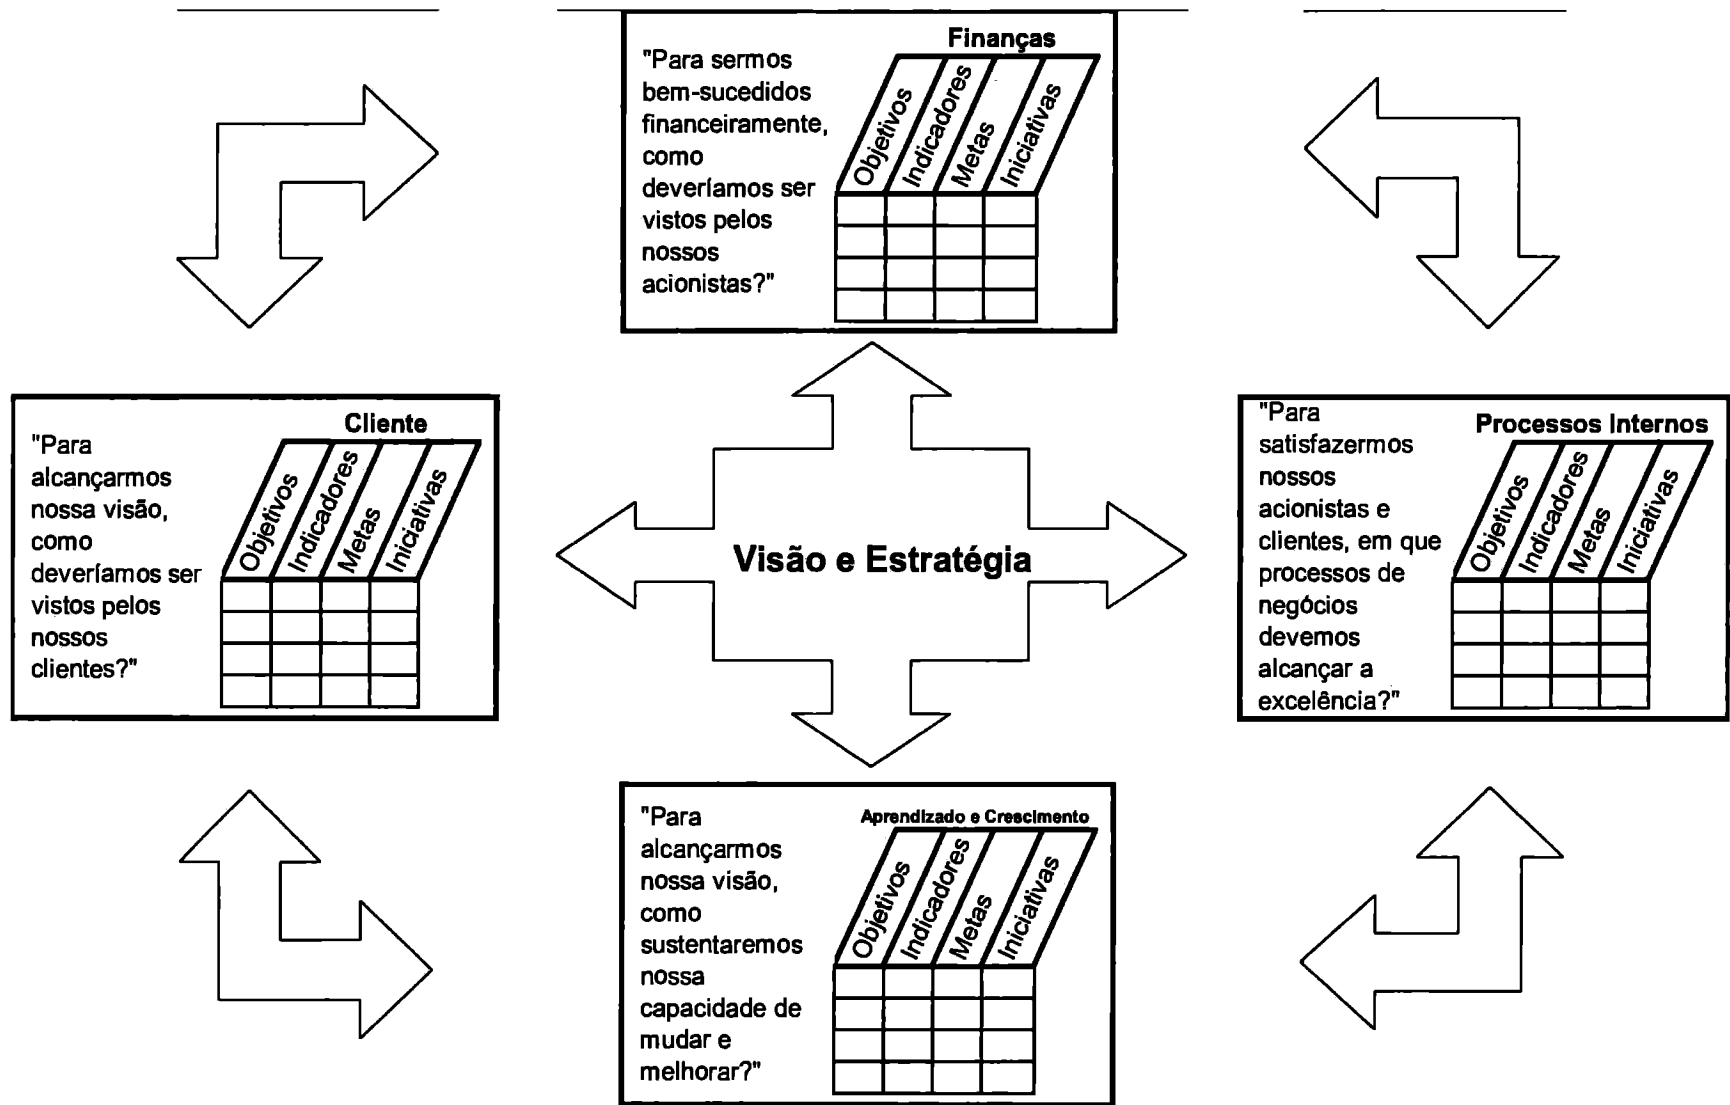 Finanças
"Para sermos
bem-sucedidos
financeiramente,
como
deveríamos ser
vistos pelos
nossos
acionistas?"
Objetivos
Indicadores
Metas
Iniciativas
Cliente
"Para
alcançarmos
nossa visão,
como
deveríamos ser
vistos pelos
nossos
clientes?"
Objetivos
Indicadores
Metas
Iniciativas
Visão e Estratégia
Processos Internos
"Para
satisfazermos
nossos
acionistas e
clientes, em que
processos de
negócios
devemos
alcançar a
excelência?"
Objetivos
Indicadores
Metas
Iniciativas
Aprendizado e Crescimento
"Para
alcançarmos
nossa visão,
como
sustentaremos
nossa
capacidade de
mudar e
melhorar?"
Objetivos
Indicadores
Metas
Iniciativas